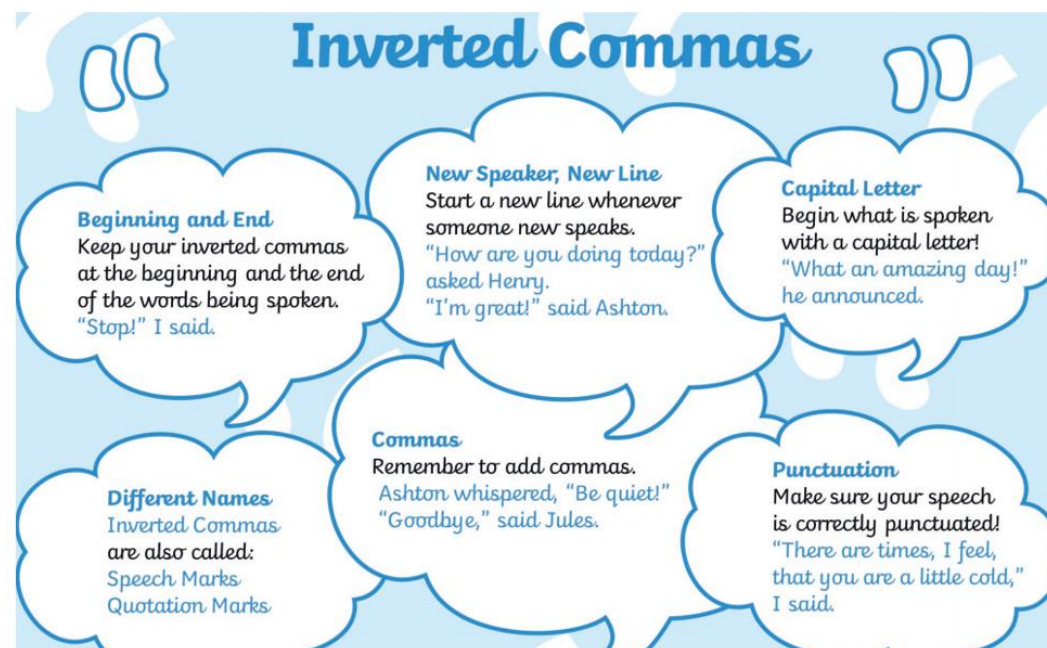 Inverted Commas
Beginning and End
Keep your inverted commas
at the beginning and the end
of the words being spoken.
“Stop!” I said.
New Speaker, New Line
Start a new line whenever
someone new speaks.
“How are you doing today?”
asked Henry.
“I’m great!” said Ashton.
Capital Letter
Begin what is spoken
with a capital letter!
“What an amazing day!”
he announced.
Different Names
Inverted Commas
are also called:
Speech Marks
Quotation Marks
Commas
Remember to add commas.
Ashton whispered, “Be quiet!”
“Goodbye,” said Jules.
Punctuation
Make sure your speech
is correctly punctuated!
“There are times, I feel,
that you are a little cold,”
I said.